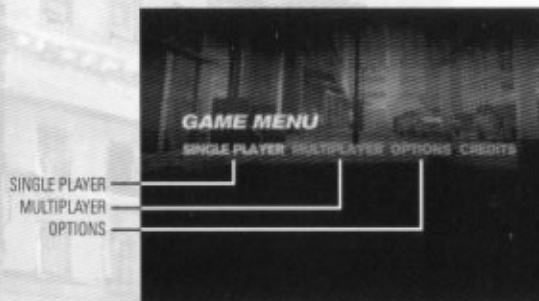 GAME MENU
SINGLE PLAYER MULTIPLAYER OPTIONS CREDITS
SINGLE PLAYER
MULTIPLAYER
OPTIONS